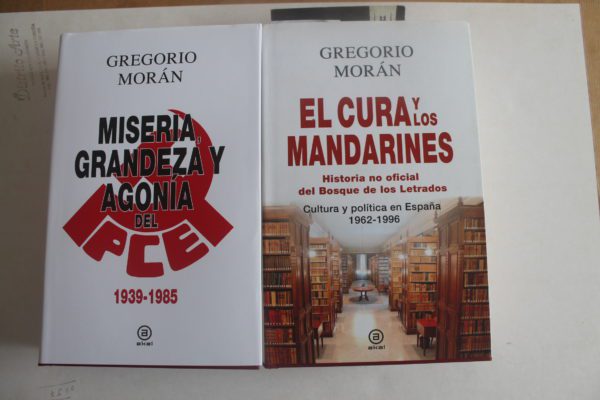 GREGORIO
MORÁN
MISERIA,
GRANDEZA Y
AGONÍA
DEL
PCE
1939-1985
a
akal
GREGORIO
MORÁN
EL CURA Y LOS
MANDARINES
Historia no oficial
del Bosque de los Letrados
Cultura y política en España
1962-1996
a
akal